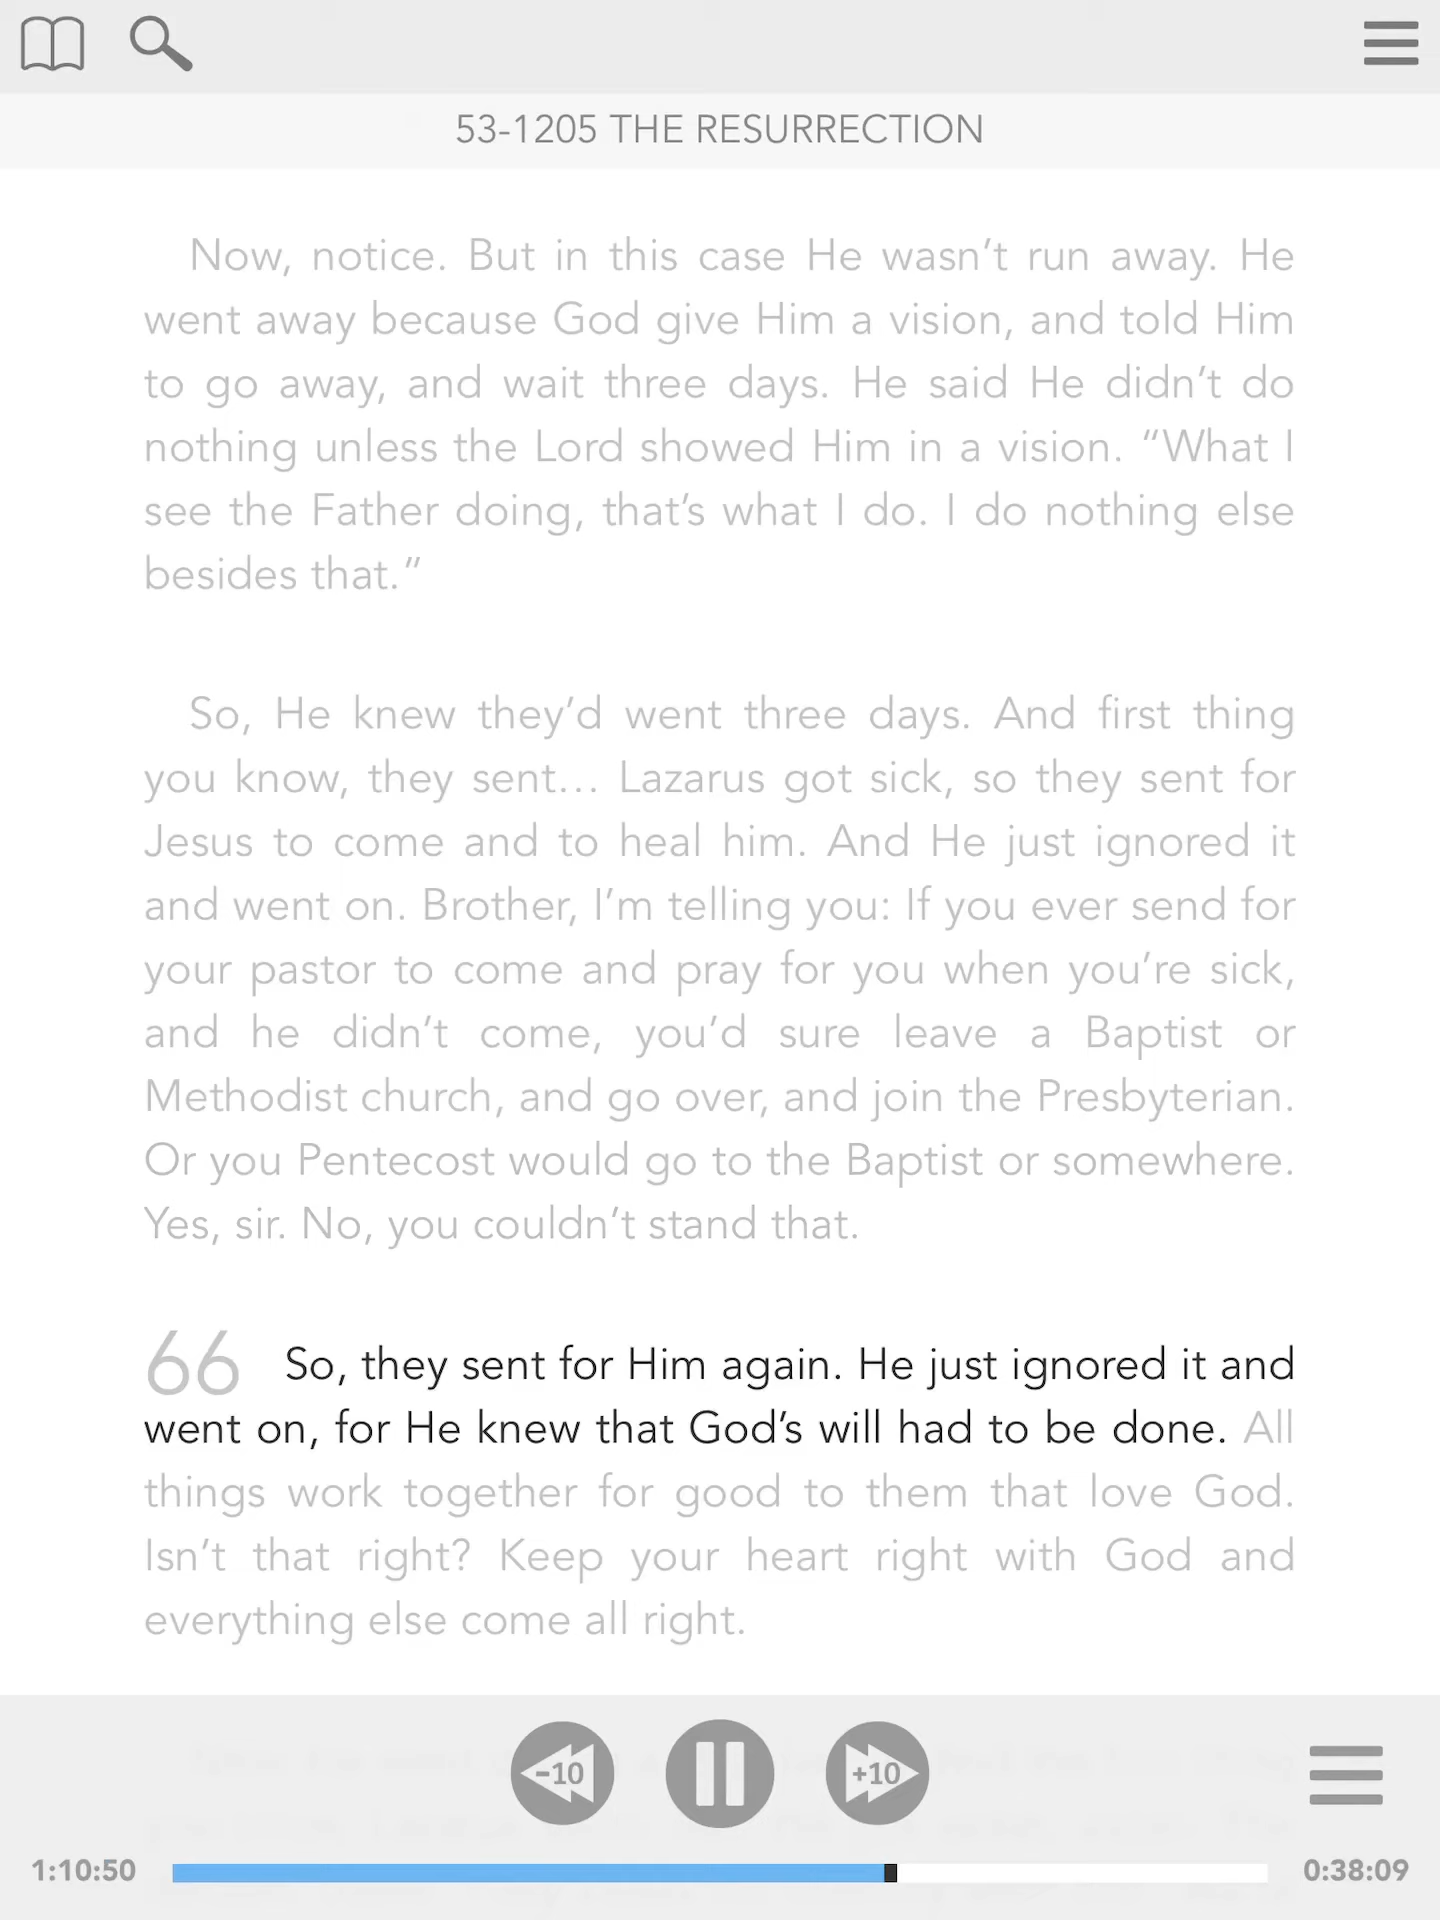 53-1205 THE RESURRECTION
Now, notice. But in this case He wasn’t run away. He
went away because God give Him a vision, and told Him
to go away, and wait three days. He said He didn’t do
nothing unless the Lord showed Him in a vision. “What I
see the Father doing, that’s what I do. I do nothing else
besides that.”
So, He knew they’d went three days. And first thing
you know, they sent… Lazarus got sick, so they sent for
Jesus to come and to heal him. And He just ignored it
and went on. Brother, I’m telling you: If you ever send for
your pastor to come and pray for you when you’re sick,
and he didn’t come, you’d sure leave a Baptist or
Methodist church, and go over, and join the Presbyterian.
Or you Pentecost would go to the Baptist or somewhere.
Yes, sir. No, you couldn’t stand that.
66 So, they sent for Him again. He just ignored it and
went on, for He knew that God’s will had to be done. All
things work together for good to them that love God.
Isn’t that right? Keep your heart right with God and
everything else come all right.
-10 +10
1:10:50 0:38:09